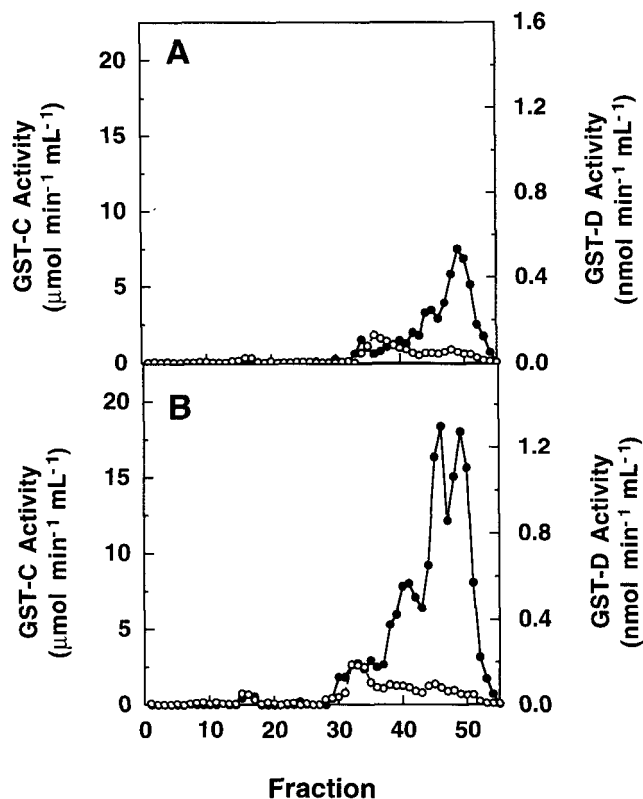 A
20
15
10
5
0
GST-C Activity
(μmol min⁻¹ mL⁻¹)
1.6
1.2
0.8
0.4
0.0
GST-D Activity
(nmol min⁻¹ mL⁻¹)
B
20
15
10
5
0
GST-C Activity
(μmol min⁻¹ mL⁻¹)
1.2
0.8
0.4
0.0
GST-D Activity
(nmol min⁻¹ mL⁻¹)
0 10 20 30 40 50
Fraction